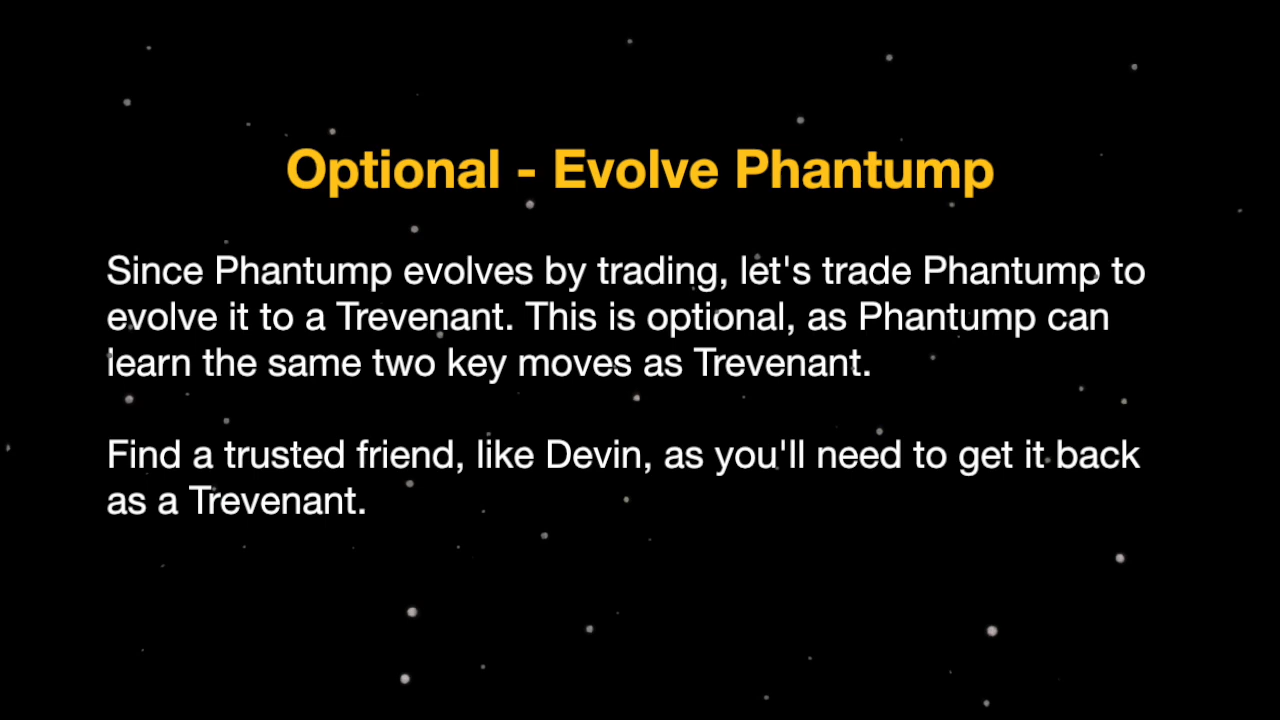 Optional - Evolve Phantump
Since Phantump evolves by trading, let's trade Phantump to
evolve it to a Trevenant. This is optional, as Phantump can
learn the same two key moves as Trevenant.
Find a trusted friend, like Devin, as you'll need to get it back
as a Trevenant.